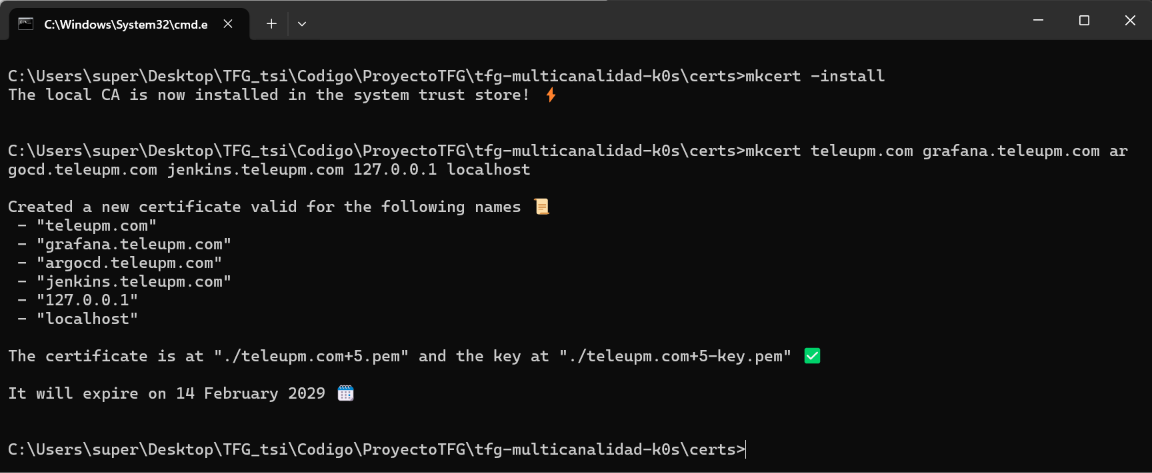 C:\Windows\System32\cmd.e
C:\Users\super\Desktop\TFG_tsi\Codigo\ProyectoTFG\tfg-multicanalidad-k0s\certs>mkcert -install
The local CA is now installed in the system trust store! ⚡
C:\Users\super\Desktop\TFG_tsi\Codigo\ProyectoTFG\tfg-multicanalidad-k0s\certs>mkcert teleupm.com grafana.teleupm.com ar
gocd.teleupm.com jenkins.teleupm.com 127.0.0.1 localhost
Created a new certificate valid for the following names 📜
- "teleupm.com"
- "grafana.teleupm.com"
- "argocd.teleupm.com"
- "jenkins.teleupm.com"
- "127.0.0.1"
- "localhost"
The certificate is at "./teleupm.com+5.pem" and the key at "./teleupm.com+5-key.pem" ✅
It will expire on 14 February 2029 🗓
C:\Users\super\Desktop\TFG_tsi\Codigo\ProyectoTFG\tfg-multicanalidad-k0s\certs>